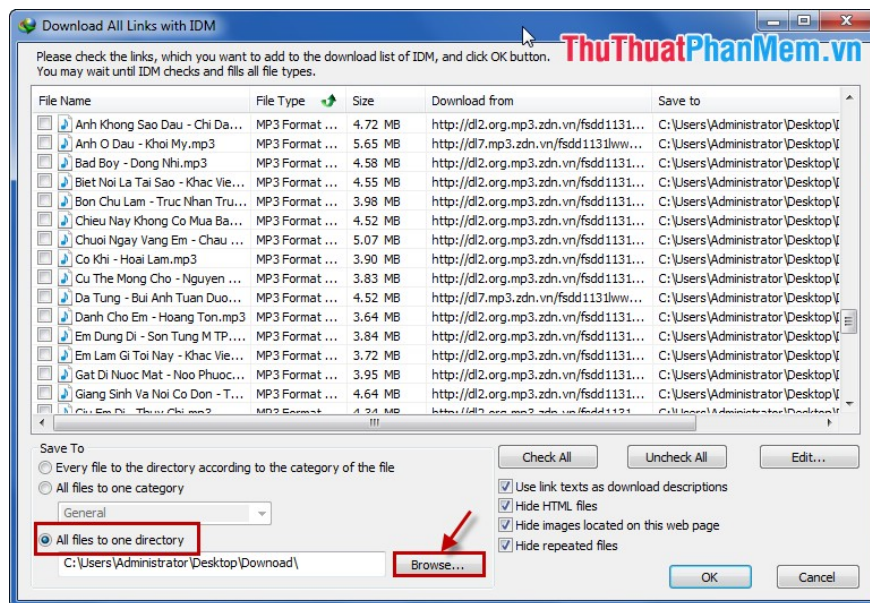 Download All Links with IDM
ThuThuatPhanMem.vn
Please check the links, which you want to add to the download list of IDM, and click OK button.
You may wait until IDM checks and fills all file types.
File Name File Type Size Download from Save to
Anh Khong Sao Dau - Chi Da... MP3 Format ... 4.72 MB http://dl2.org.mp3.zdn.vn/fsdd1131... C:\Users\Administrator\Desktop\
Anh O Dau - Khoi My.mp3 MP3 Format ... 5.65 MB http://dl7.mp3.zdn.vn/fsdd1131lww... C:\Users\Administrator\Desktop\
Bad Boy - Dong Nhi.mp3 MP3 Format ... 4.58 MB http://dl2.org.mp3.zdn.vn/fsdd1131... C:\Users\Administrator\Desktop\
Biet Noi La Tai Sao - Khac Vie... MP3 Format ... 4.55 MB http://dl2.org.mp3.zdn.vn/fsdd1131... C:\Users\Administrator\Desktop\
Bon Chu Lam - Truc Nhan Tru... MP3 Format ... 3.98 MB http://dl2.org.mp3.zdn.vn/fsdd1131... C:\Users\Administrator\Desktop\
Chieu Nay Khong Co Mua Ba... MP3 Format ... 4.52 MB http://dl2.org.mp3.zdn.vn/fsdd1131... C:\Users\Administrator\Desktop\
Chuoi Ngay Vang Em - Chau ... MP3 Format ... 5.07 MB http://dl2.org.mp3.zdn.vn/fsdd1131... C:\Users\Administrator\Desktop\
Co Khi - Hoai Lam.mp3 MP3 Format ... 3.90 MB http://dl2.org.mp3.zdn.vn/fsdd1131... C:\Users\Administrator\Desktop\
Cu The Mong Cho - Nguyen ... MP3 Format ... 3.83 MB http://dl2.org.mp3.zdn.vn/fsdd1131... C:\Users\Administrator\Desktop\
Da Tung - Bui Anh Tuan Duo... MP3 Format ... 4.52 MB http://dl7.mp3.zdn.vn/fsdd1131lww... C:\Users\Administrator\Desktop\
Danh Cho Em - Hoang Ton.mp3 MP3 Format ... 3.64 MB http://dl2.org.mp3.zdn.vn/fsdd1131... C:\Users\Administrator\Desktop\
Em Dung Di - Son Tung M TP.... MP3 Format ... 3.84 MB http://dl2.org.mp3.zdn.vn/fsdd1131... C:\Users\Administrator\Desktop\
Em Lam Gi Toi Nay - Khac Vie... MP3 Format ... 3.72 MB http://dl2.org.mp3.zdn.vn/fsdd1131... C:\Users\Administrator\Desktop\
Gat Di Nuoc Mat - Noo Phuoc... MP3 Format ... 3.95 MB http://dl2.org.mp3.zdn.vn/fsdd1131... C:\Users\Administrator\Desktop\
Giang Sinh Va Noi Co Don - T... MP3 Format ... 4.64 MB http://dl2.org.mp3.zdn.vn/fsdd1131... C:\Users\Administrator\Desktop\
Save To
Every file to the directory according to the category of the file
All files to one category
General
All files to one directory
C:\Users\Administrator\Desktop\Downoad\
Browse...
Check All Uncheck All Edit...
Use link texts as download descriptions
Hide HTML files
Hide images located on this web page
Hide repeated files
OK Cancel